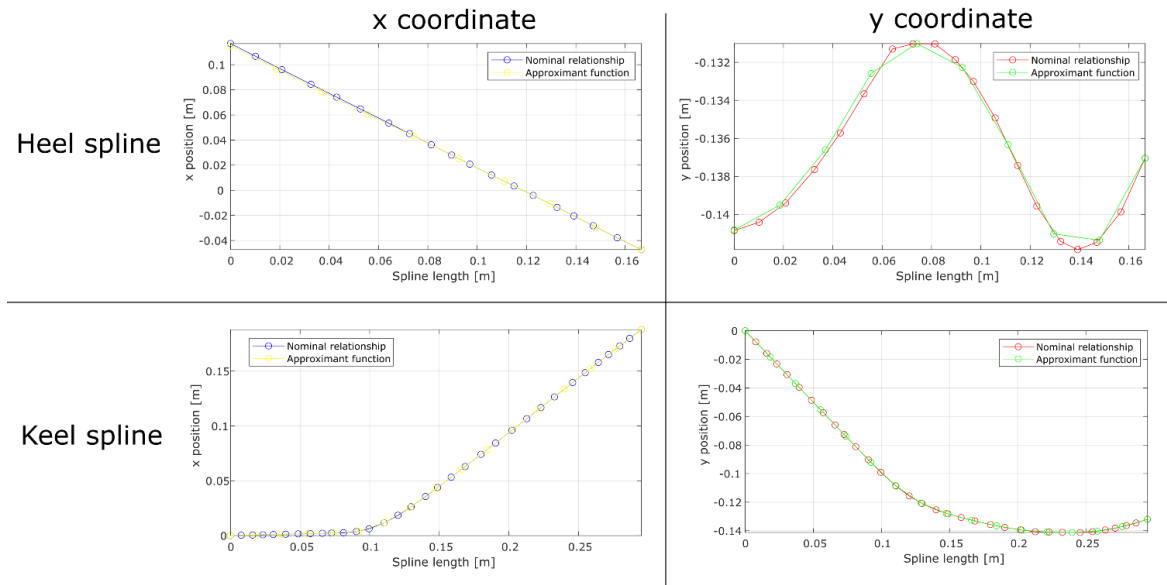 x coordinate
y coordinate
Heel spline
Keel spline
Nominal relationship
Approximant function
x position [m]
0.1
0.08
0.06
0.04
0.02
0
-0.02
-0.04
0 0.02 0.04 0.06 0.08 0.1 0.12 0.14 0.16
Spline length [m]
Nominal relationship
Approximant function
y position [m]
-0.132
-0.134
-0.136
-0.138
-0.14
0 0.02 0.04 0.06 0.08 0.1 0.12 0.14 0.16
Spline length [m]
Nominal relationship
Approximant function
x position [m]
0.15
0.1
0.05
0
0 0.05 0.1 0.15 0.2 0.25
Spline length [m]
Nominal relationship
Approximant function
y position [m]
0
-0.02
-0.04
-0.06
-0.08
-0.1
-0.12
-0.14
0 0.05 0.1 0.15 0.2 0.25
Spline length [m]